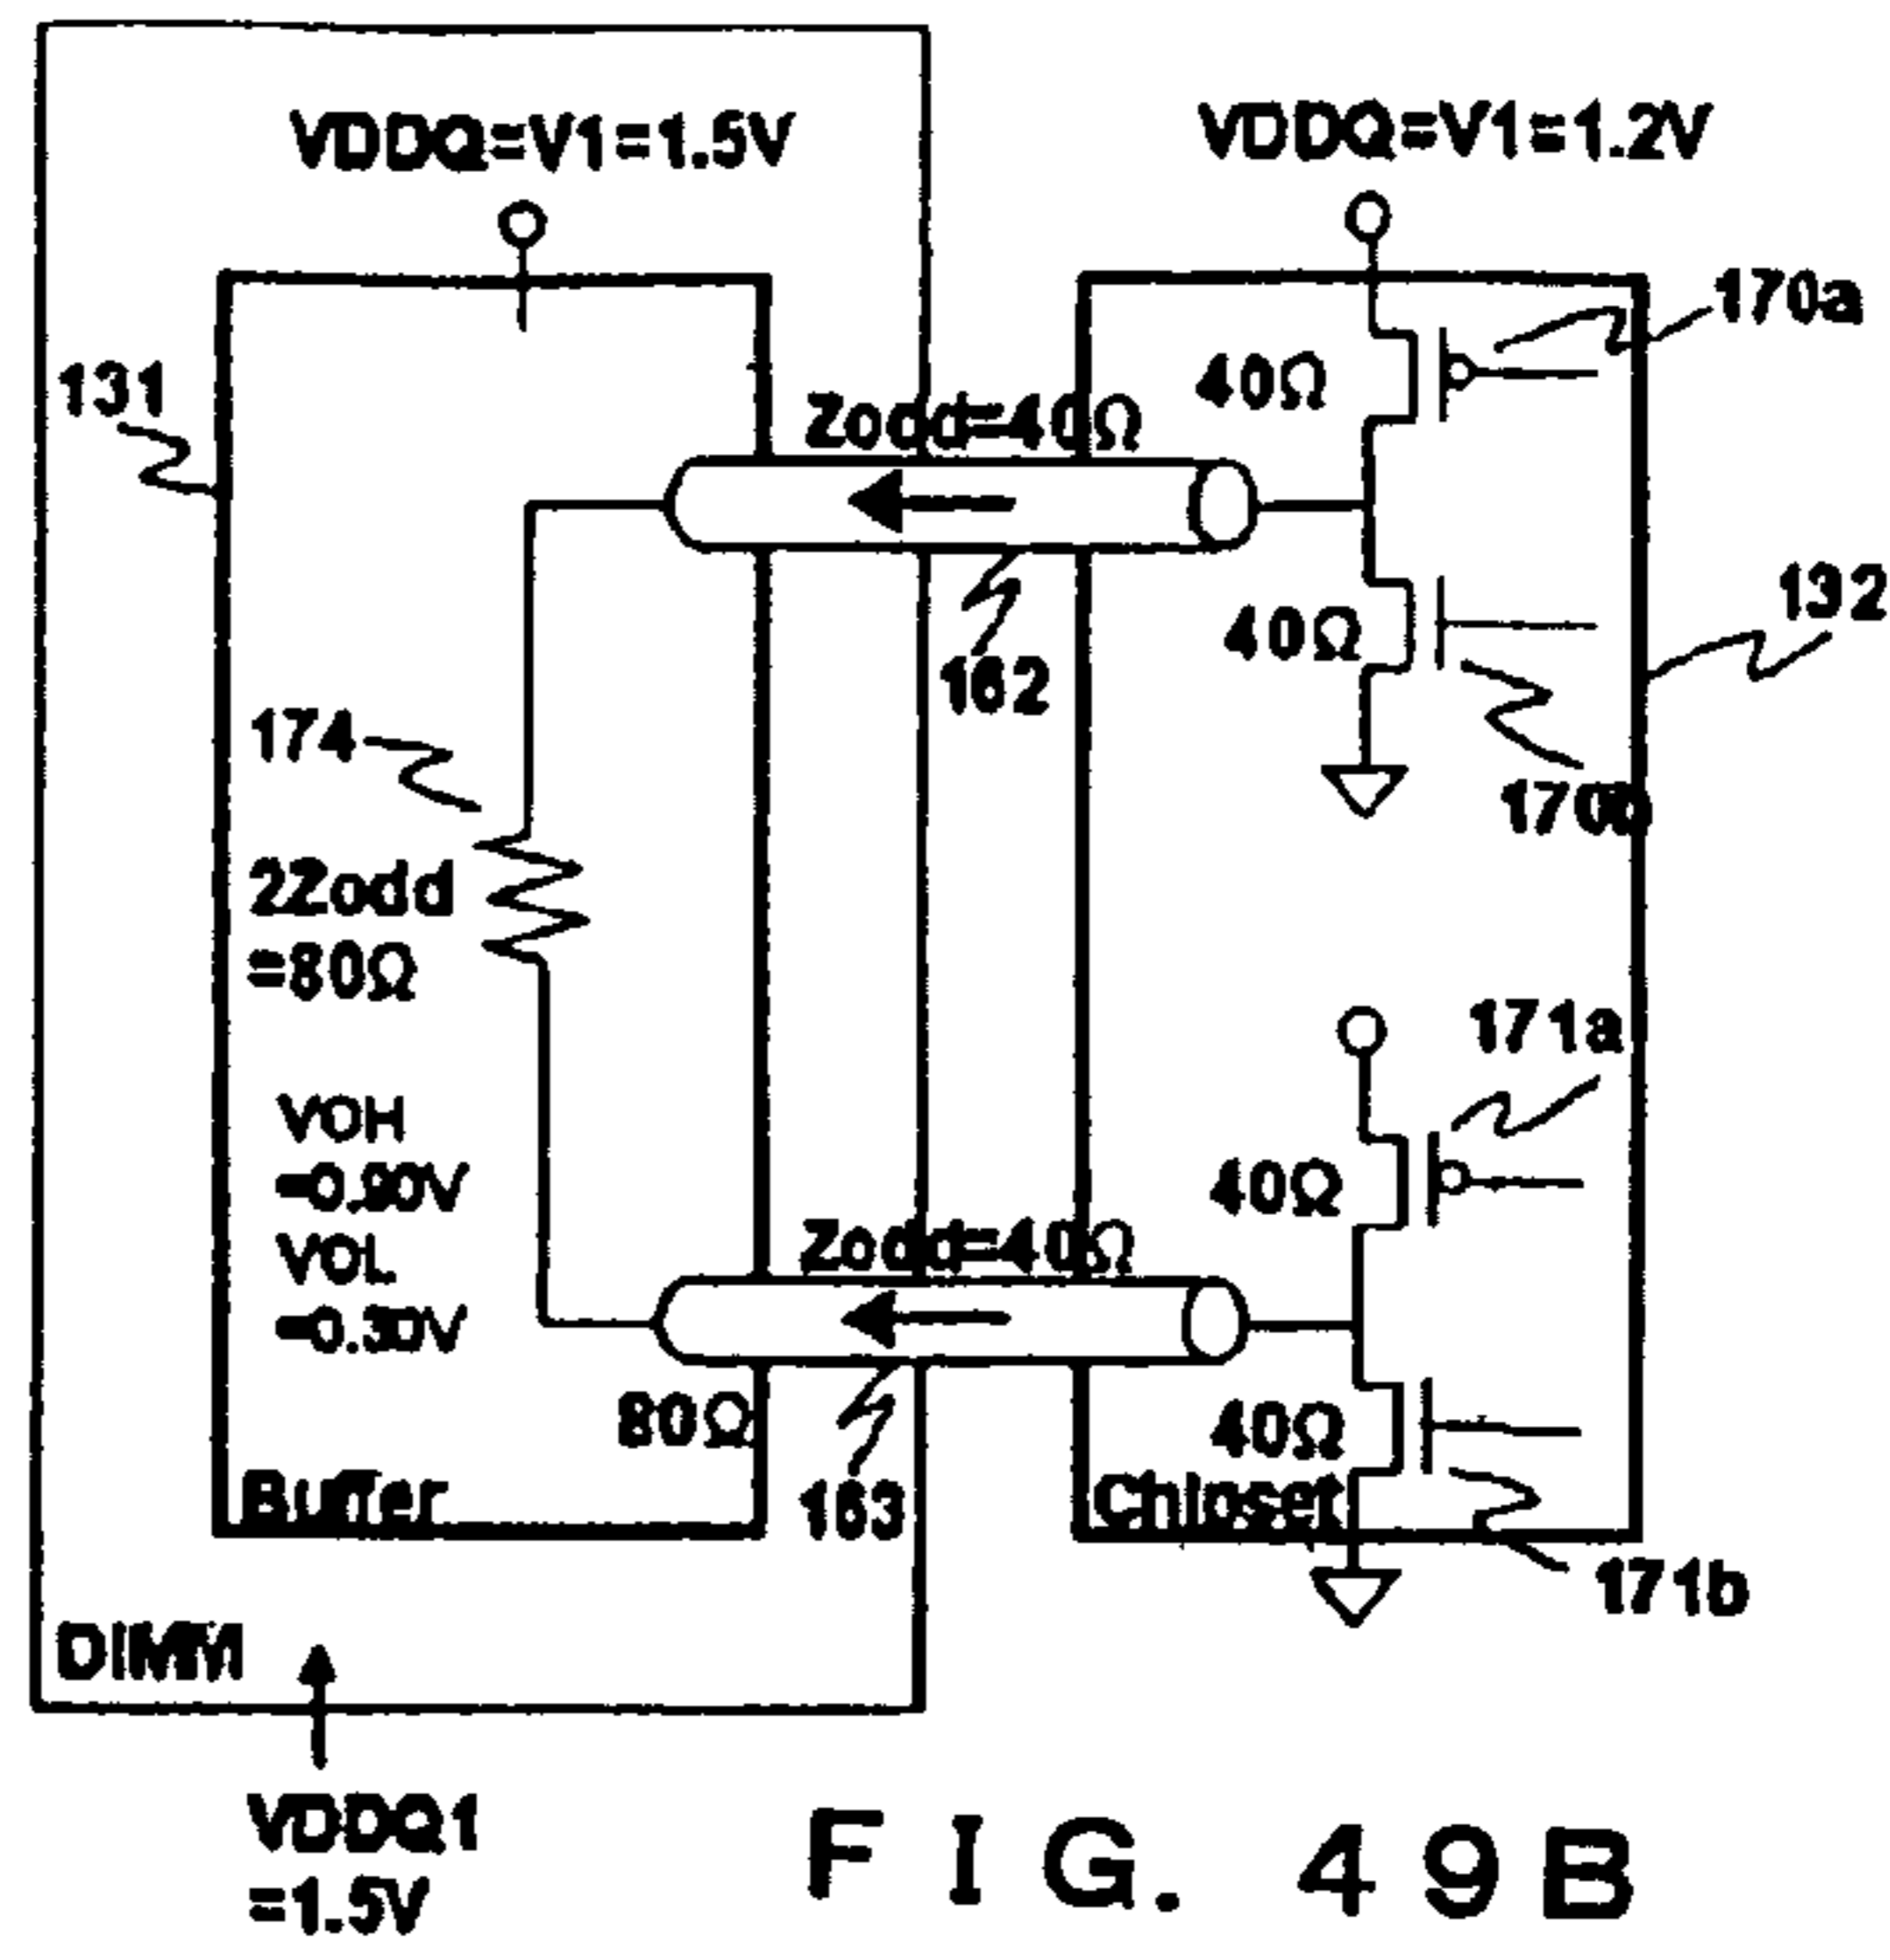 VDDQ=V1=1.5V
VDDQ=V1=1.2V
170a
131
40Ω
Zodd=40Ω
132
40Ω
162
174
170b
2Zodd
=80Ω
171a
VOH
=0.90V
40Ω
VOL
=0.30V
Zodd=40Ω
80Ω
40Ω
Buffer
163
Chipset
171b
DIMM
VDDQ1
=1.5V
FIG. 49B